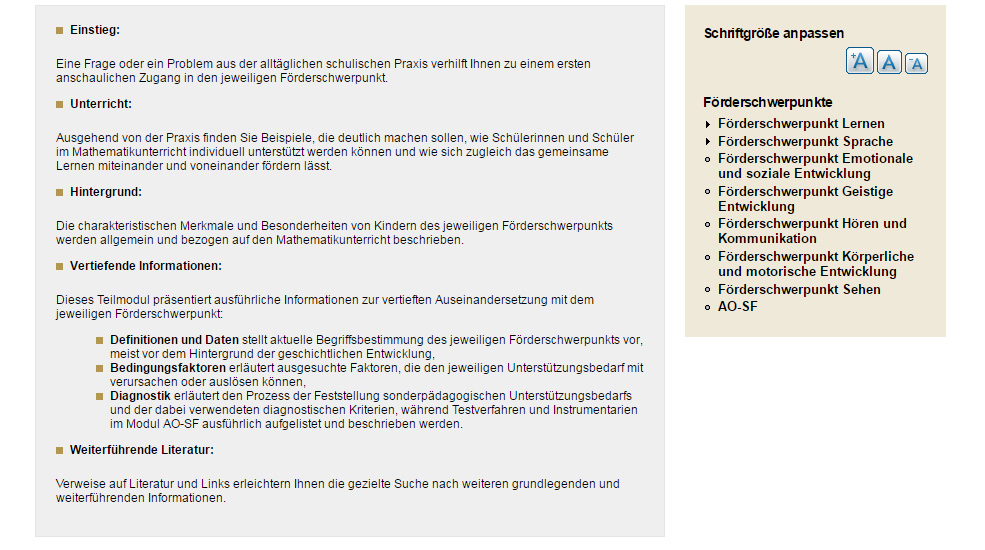 Einstieg:
Eine Frage oder ein Problem aus der alltäglichen schulischen Praxis verhilft Ihnen zu einem ersten
anschaulichen Zugang in den jeweiligen Förderschwerpunkt.
Unterricht:
Ausgehend von der Praxis finden Sie Beispiele, die deutlich machen sollen, wie Schülerinnen und Schüler
im Mathematikunterricht individuell unterstützt werden können und wie sich zugleich das gemeinsame
Lernen miteinander und voneinander fördern lässt.
Hintergrund:
Die charakteristischen Merkmale und Besonderheiten von Kindern des jeweiligen Förderschwerpunkts
werden allgemein und bezogen auf den Mathematikunterricht beschrieben.
Vertiefende Informationen:
Dieses Teilmodul präsentiert ausführliche Informationen zur vertieften Auseinandersetzung mit dem
jeweiligen Förderschwerpunkt:
Definitionen und Daten stellt aktuelle Begriffsbestimmung des jeweiligen Förderschwerpunkts vor,
meist vor dem Hintergrund der geschichtlichen Entwicklung,
Bedingungsfaktoren erläutert ausgesuchte Faktoren, die den jeweiligen Unterstützungsbedarf mit
verursachen oder auslösen können,
Diagnostik erläutert den Prozess der Feststellung sonderpädagogischen Unterstützungsbedarfs
und der dabei verwendeten diagnostischen Kriterien, während Testverfahren und Instrumentarien
im Modul AO-SF ausführlich aufgelistet und beschrieben werden.
Weiterführende Literatur:
Verweise auf Literatur und Links erleichtern Ihnen die gezielte Suche nach weiteren grundlegenden und
weiterführenden Informationen.
Schriftgröße anpassen
+A A -A
Förderschwerpunkte
Förderschwerpunkt Lernen
Förderschwerpunkt Sprache
Förderschwerpunkt Emotionale
und soziale Entwicklung
Förderschwerpunkt Geistige
Entwicklung
Förderschwerpunkt Hören und
Kommunikation
Förderschwerpunkt Körperliche
und motorische Entwicklung
Förderschwerpunkt Sehen
AO-SF